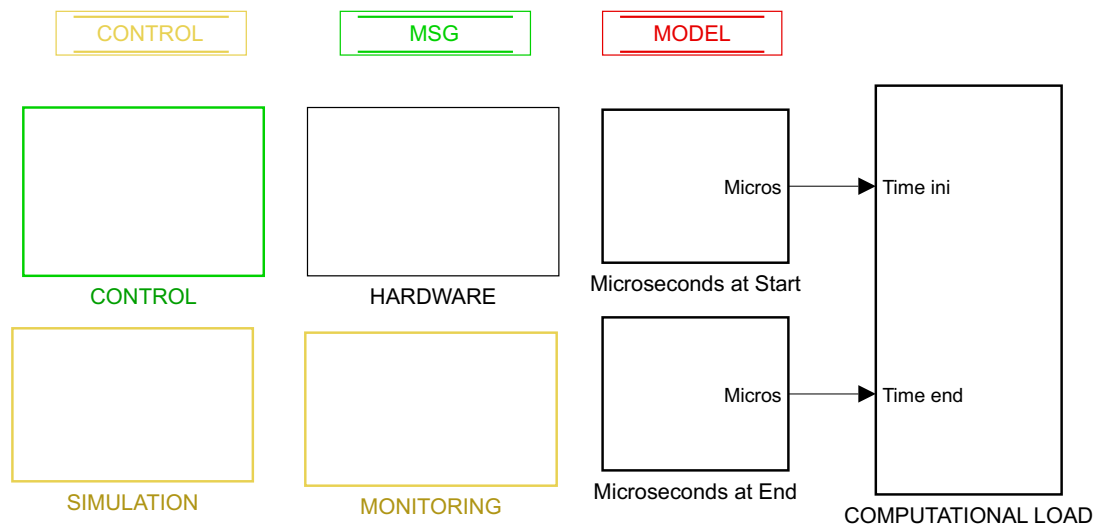 CONTROL
MSG
MODEL
Micros
Time ini
CONTROL
HARDWARE
Microseconds at Start
Micros
Time end
SIMULATION
MONITORING
Microseconds at End
COMPUTATIONAL LOAD